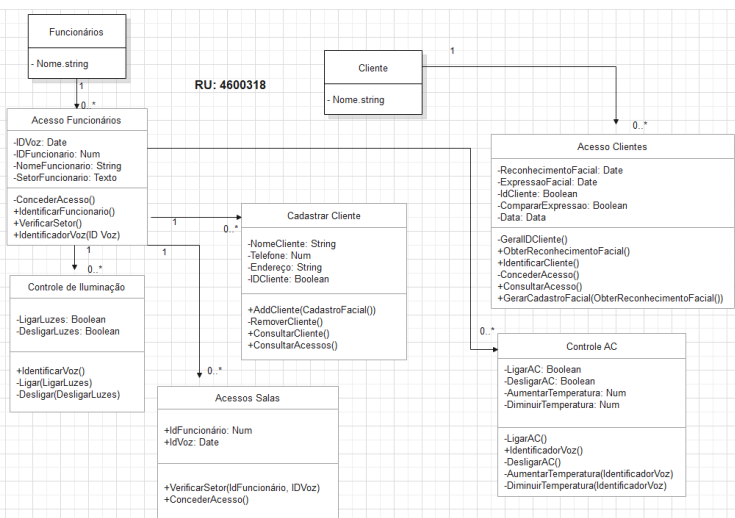 Funcionários
- Nome.string
1
0..*
RU: 4600318
Cliente
- Nome.string
1
0..*
Acesso Funcionários
-IDVoz: Date
-IDFuncionario: Num
-NomeFuncionario: String
-SetorFuncionario: Texto
-ConcederAcesso()
+IdentificarFuncionario()
+VerificarSetor()
+IdentificadorVoz(ID Voz)
Acesso Clientes
-ReconhecimentoFacial: Date
-ExpressaoFacial: Date
-IdCliente: Boolean
-CompararExpressao: Boolean
-Data: Data
-GeralIDCliente()
+ObterReconhecimentoFacial()
+IdentificarCliente()
-ConcederAcesso()
+ConsultarAcesso()
+GerarCadastroFacial(ObterReconhecimentoFacial())
1
0..*
Cadastrar Cliente
-NomeCliente: String
-Telefone: Num
-Endereço: String
-IDCliente: Boolean
+AddCliente(CadastroFacial())
-RemoverCliente()
+ConsultarCliente()
+ConsultarAcessos()
1
0..*
Controle de Iluminação
-LigarLuzes: Boolean
-DesligarLuzes: Boolean
+IdentificarVoz()
-Ligar(LigarLuzes)
-Desligar(DesligarLuzes)
1
0..*
Acessos Salas
+IdFuncionário: Num
+IdVoz: Date
+VerificarSetor(IdFuncionário, IDVoz)
+ConcederAcesso()
0..*
Controle AC
-LigarAC: Boolean
-DesligarAC: Boolean
-AumentarTemperatura: Num
-DiminuirTemperatura: Num
-LigarAC()
+IdentificadorVoz()
-DesligarAC()
-AumentarTemperatura(IdentificadorVoz)
-DiminuirTemperatura(IdentificadorVoz)